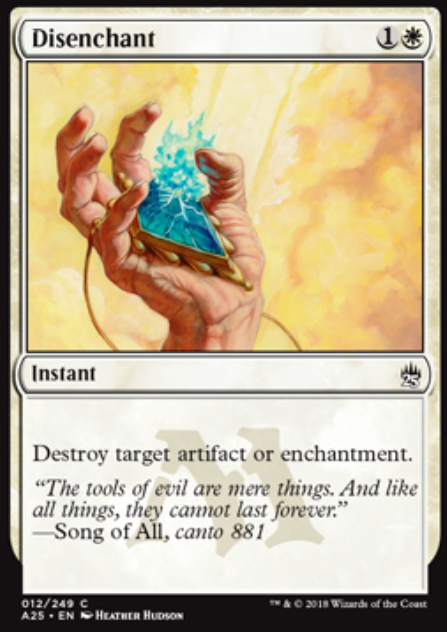 Disenchant 1
Instant
Destroy target artifact or enchantment.
“The tools of evil are mere things. And like
all things, they cannot last forever.”
—Song of All, canto 881
012/249 C
A25 • EN Heather Hudson
™ & © 2018 Wizards of the Coast